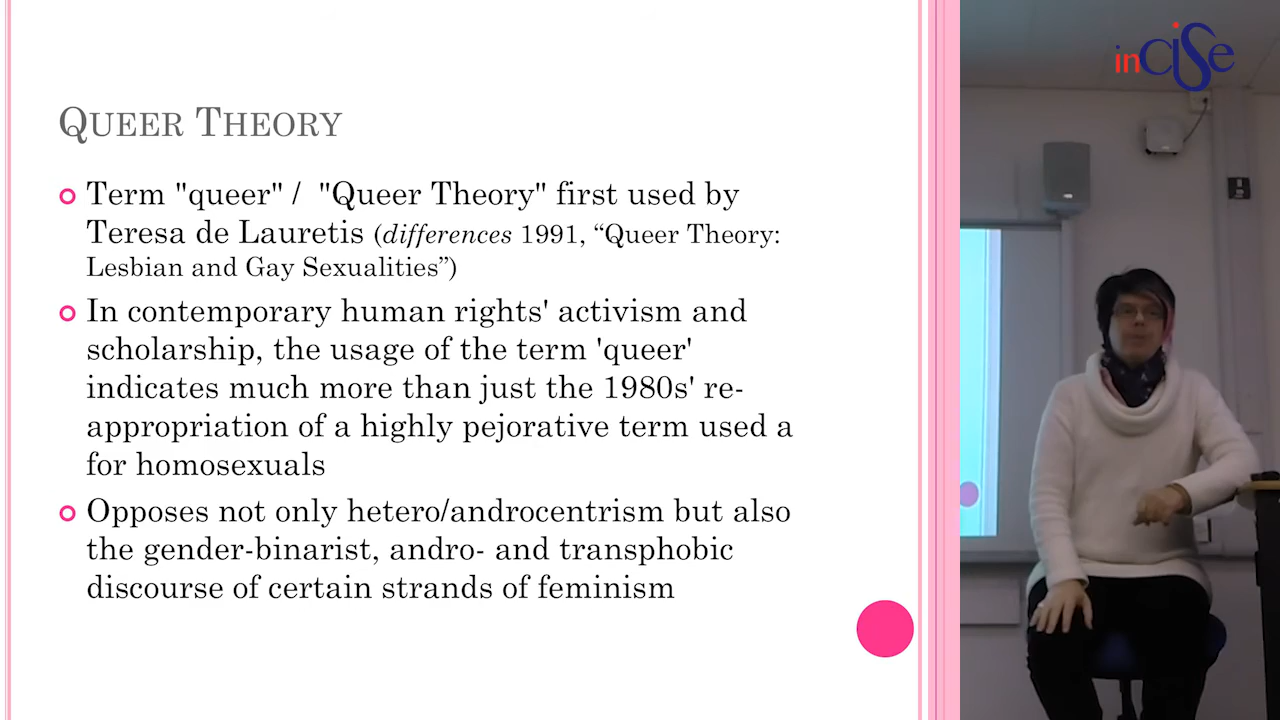 inCISe
QUEER THEORY
Term "queer" / "Queer Theory" first used by
Teresa de Lauretis (differences 1991, “Queer Theory:
Lesbian and Gay Sexualities”)
In contemporary human rights' activism and
scholarship, the usage of the term 'queer'
indicates much more than just the 1980s' re-
appropriation of a highly pejorative term used a
for homosexuals
Opposes not only hetero/androcentrism but also
the gender-binarist, andro- and transphobic
discourse of certain strands of feminism